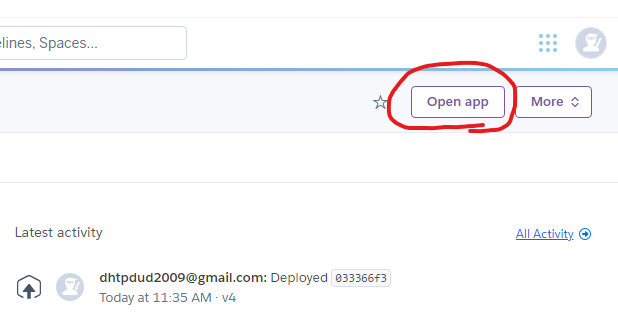 elines, Spaces...
Open app
More
Latest activity
All Activity
dhtpdud2009@gmail.com: Deployed 033366f3
Today at 11:35 AM · v4